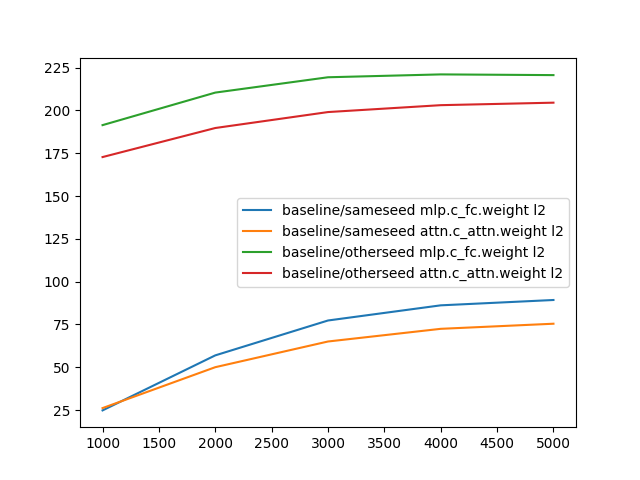 225
200
175
150
125
100
75
50
25
baseline/sameseed mlp.c_fc.weight l2
baseline/sameseed attn.c_attn.weight l2
baseline/otherseed mlp.c_fc.weight l2
baseline/otherseed attn.c_attn.weight l2
1000 1500 2000 2500 3000 3500 4000 4500 5000